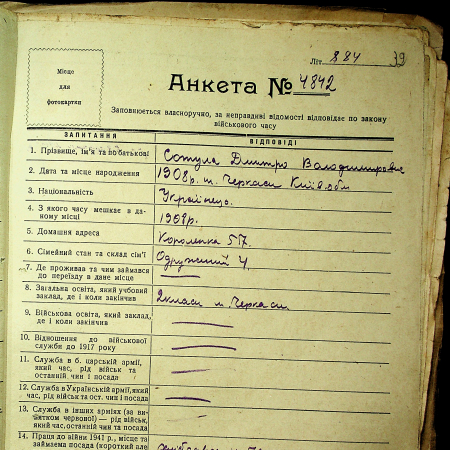 Літ. 884 39
Місце
для
фотокартки
Анкета № 4842
Заповнюється власноручно, за неправдиві відомості відповідає по закону
військового часу
ЗАПИТАННЯ ВІДПОВІДІ
1. Прізвище, ім'я та по батькові Дмитро Володимирович
2. Дата та місце народження 1908р. м. Черкаси Київ обл
3. Національність Українець.
4. З якого часу мешкає в даному місці 1908р.
5. Домашня адреса 57.
6. Сімейний стан та склад сім'ї Одружений 4.
7. Де проживав та чим займався
до переїзду в дане місце
8. Загальна освіта, який учбовий
заклад, де і коли закінчив 2 класи м. Черкаси
9. Військова освіта, який заклад,
де і коли закінчив
10. Відношення до військової
служби до 1917 року
11. Служба в б. царській армії,
який час, рід військ та
останній чин і посада
12. Служба в Українській армії, який
час, рід військ та ост. чин і посада
13. Служба в інших арміях (за ви-
нятком червоної) — рід військ,
який час, останній чин та посада
14. Праця до війни 1941 р., місце та
займаєма посада (короткий але